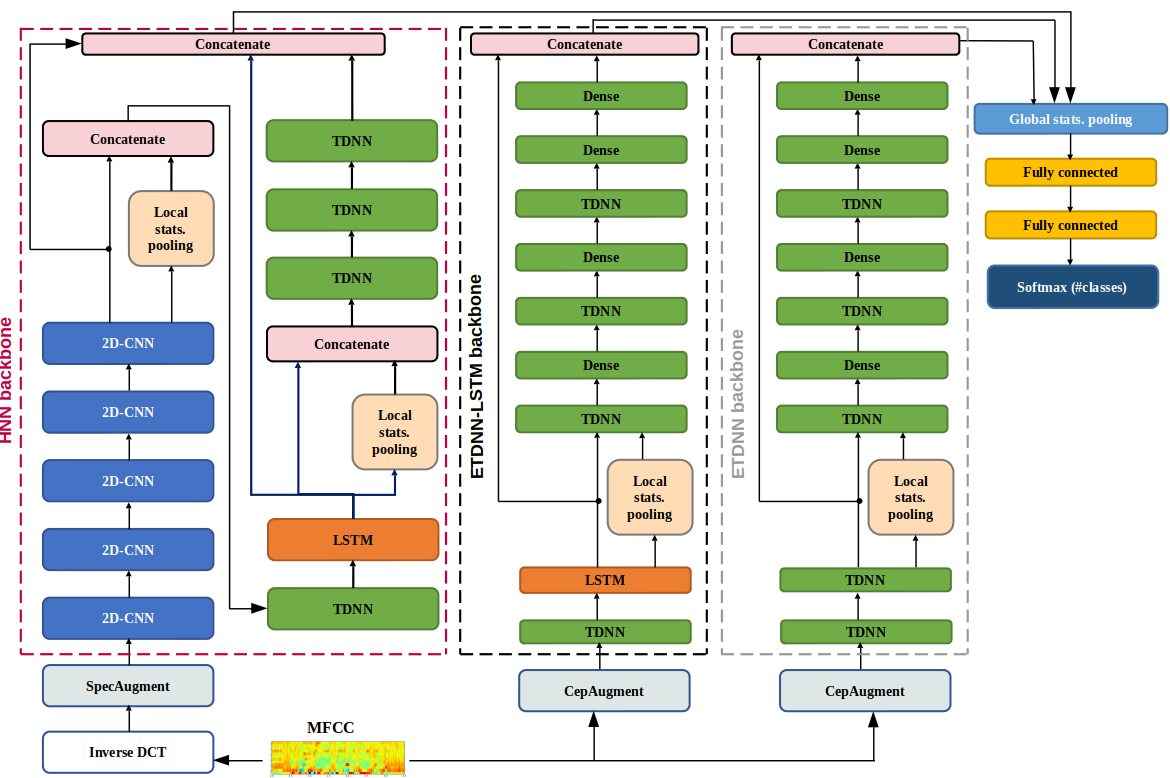 Concatenate
Concatenate
Local
stats.
pooling
2D-CNN
2D-CNN
2D-CNN
2D-CNN
2D-CNN
TDNN
TDNN
TDNN
Concatenate
Local
stats.
pooling
LSTM
TDNN
HNN backbone
SpecAugment
Inverse DCT
MFCC
Concatenate
Dense
Dense
TDNN
Dense
TDNN
Dense
TDNN
Local
stats.
pooling
LSTM
TDNN
ETDNN-LSTM backbone
CepAugment
Concatenate
Dense
Dense
TDNN
Dense
TDNN
Dense
TDNN
Local
stats.
pooling
TDNN
TDNN
ETDNN backbone
CepAugment
Global stats. pooling
Fully connected
Fully connected
Softmax (#classes)